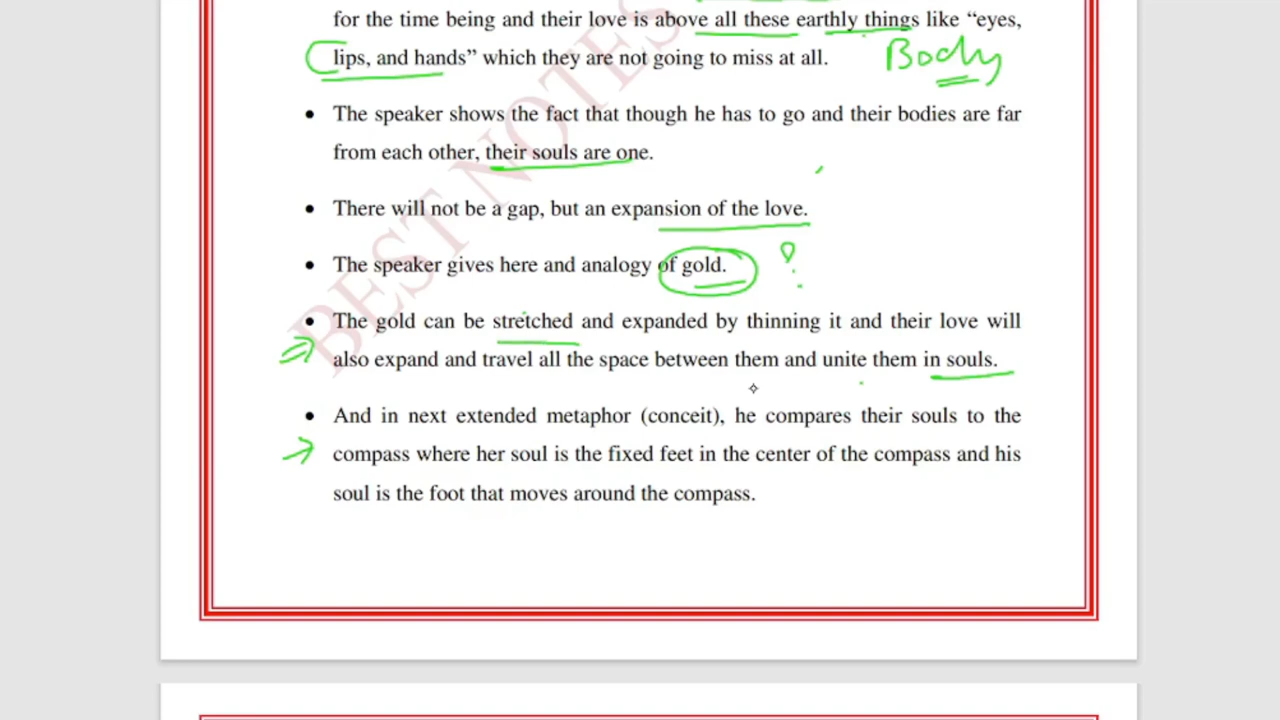 for the time being and their love is above all these earthly things like “eyes,
lips, and hands” which they are not going to miss at all.
Body
• The speaker shows the fact that though he has to go and their bodies are far
from each other, their souls are one.
• There will not be a gap, but an expansion of the love.
• The speaker gives here and analogy of gold.
• The gold can be stretched and expanded by thinning it and their love will
also expand and travel all the space between them and unite them in souls.
• And in next extended metaphor (conceit), he compares their souls to the
compass where her soul is the fixed feet in the center of the compass and his
soul is the foot that moves around the compass.
BEST NOTES